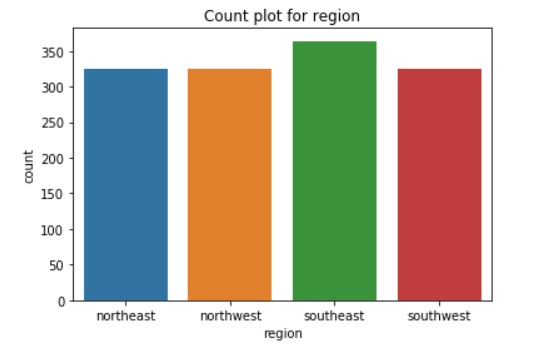 Count plot for region
350
300
250
200
150
100
50
0
count
northeast northwest southeast southwest
region